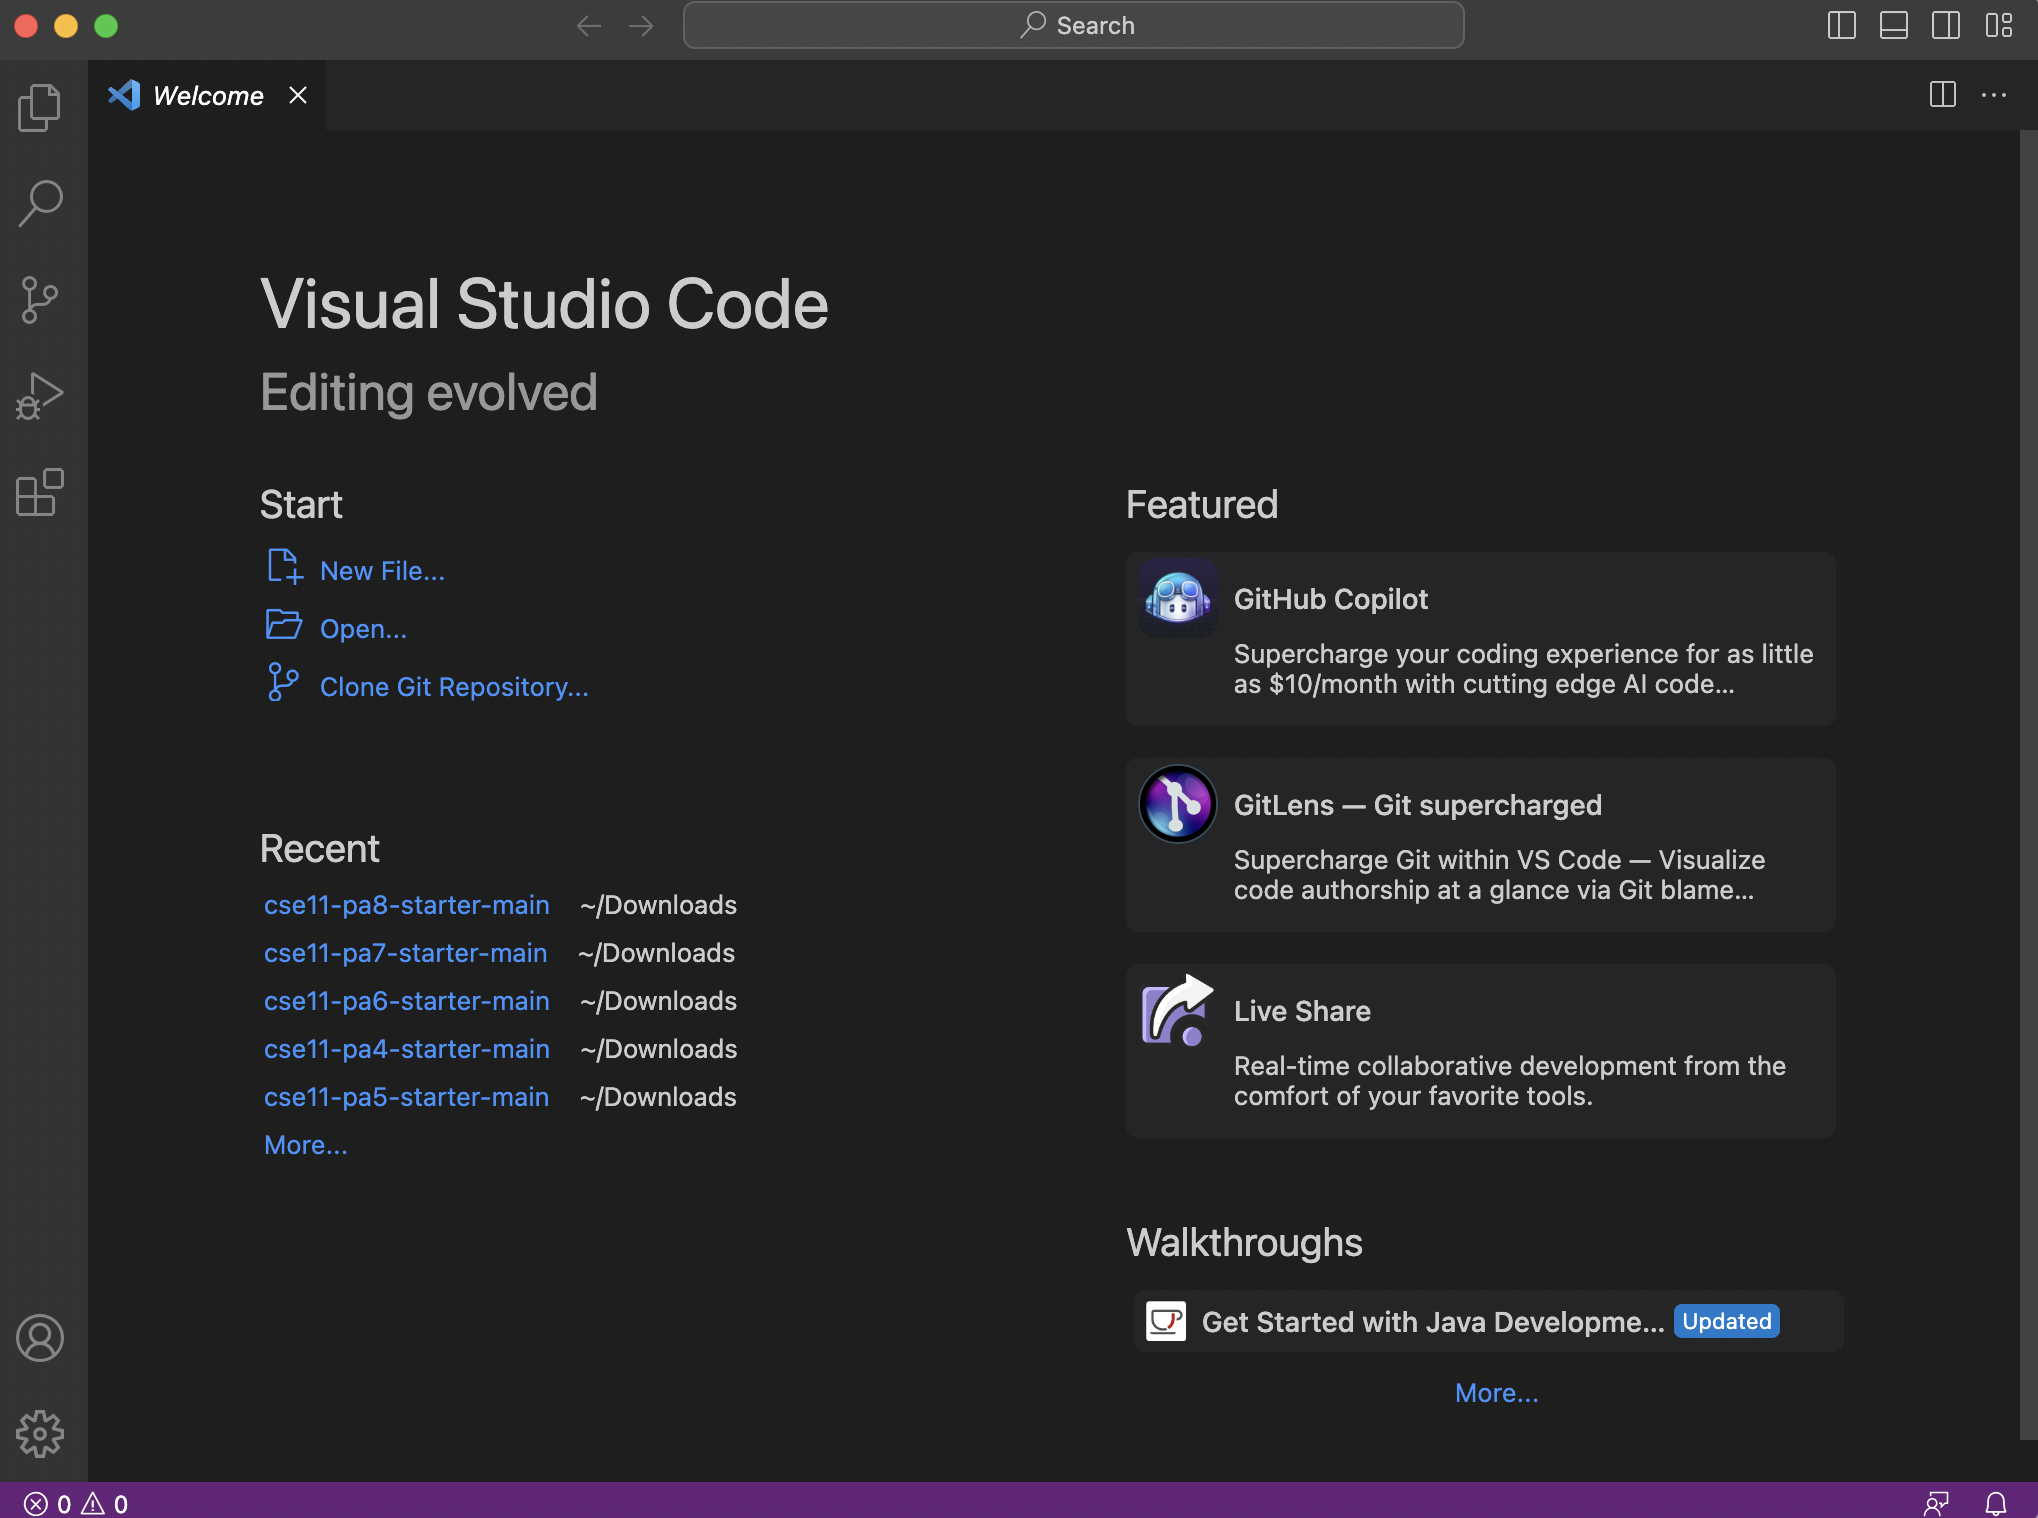 Search
Welcome
Visual Studio Code
Editing evolved
Start
New File...
Open...
Clone Git Repository...
Recent
cse11-pa8-starter-main ~/Downloads
cse11-pa7-starter-main ~/Downloads
cse11-pa6-starter-main ~/Downloads
cse11-pa4-starter-main ~/Downloads
cse11-pa5-starter-main ~/Downloads
More...
Featured
GitHub Copilot
Supercharge your coding experience for as little
as $10/month with cutting edge AI code...
GitLens — Git supercharged
Supercharge Git within VS Code — Visualize
code authorship at a glance via Git blame...
Live Share
Real-time collaborative development from the
comfort of your favorite tools.
Walkthroughs
Get Started with Java Developme... Updated
More...
0 0